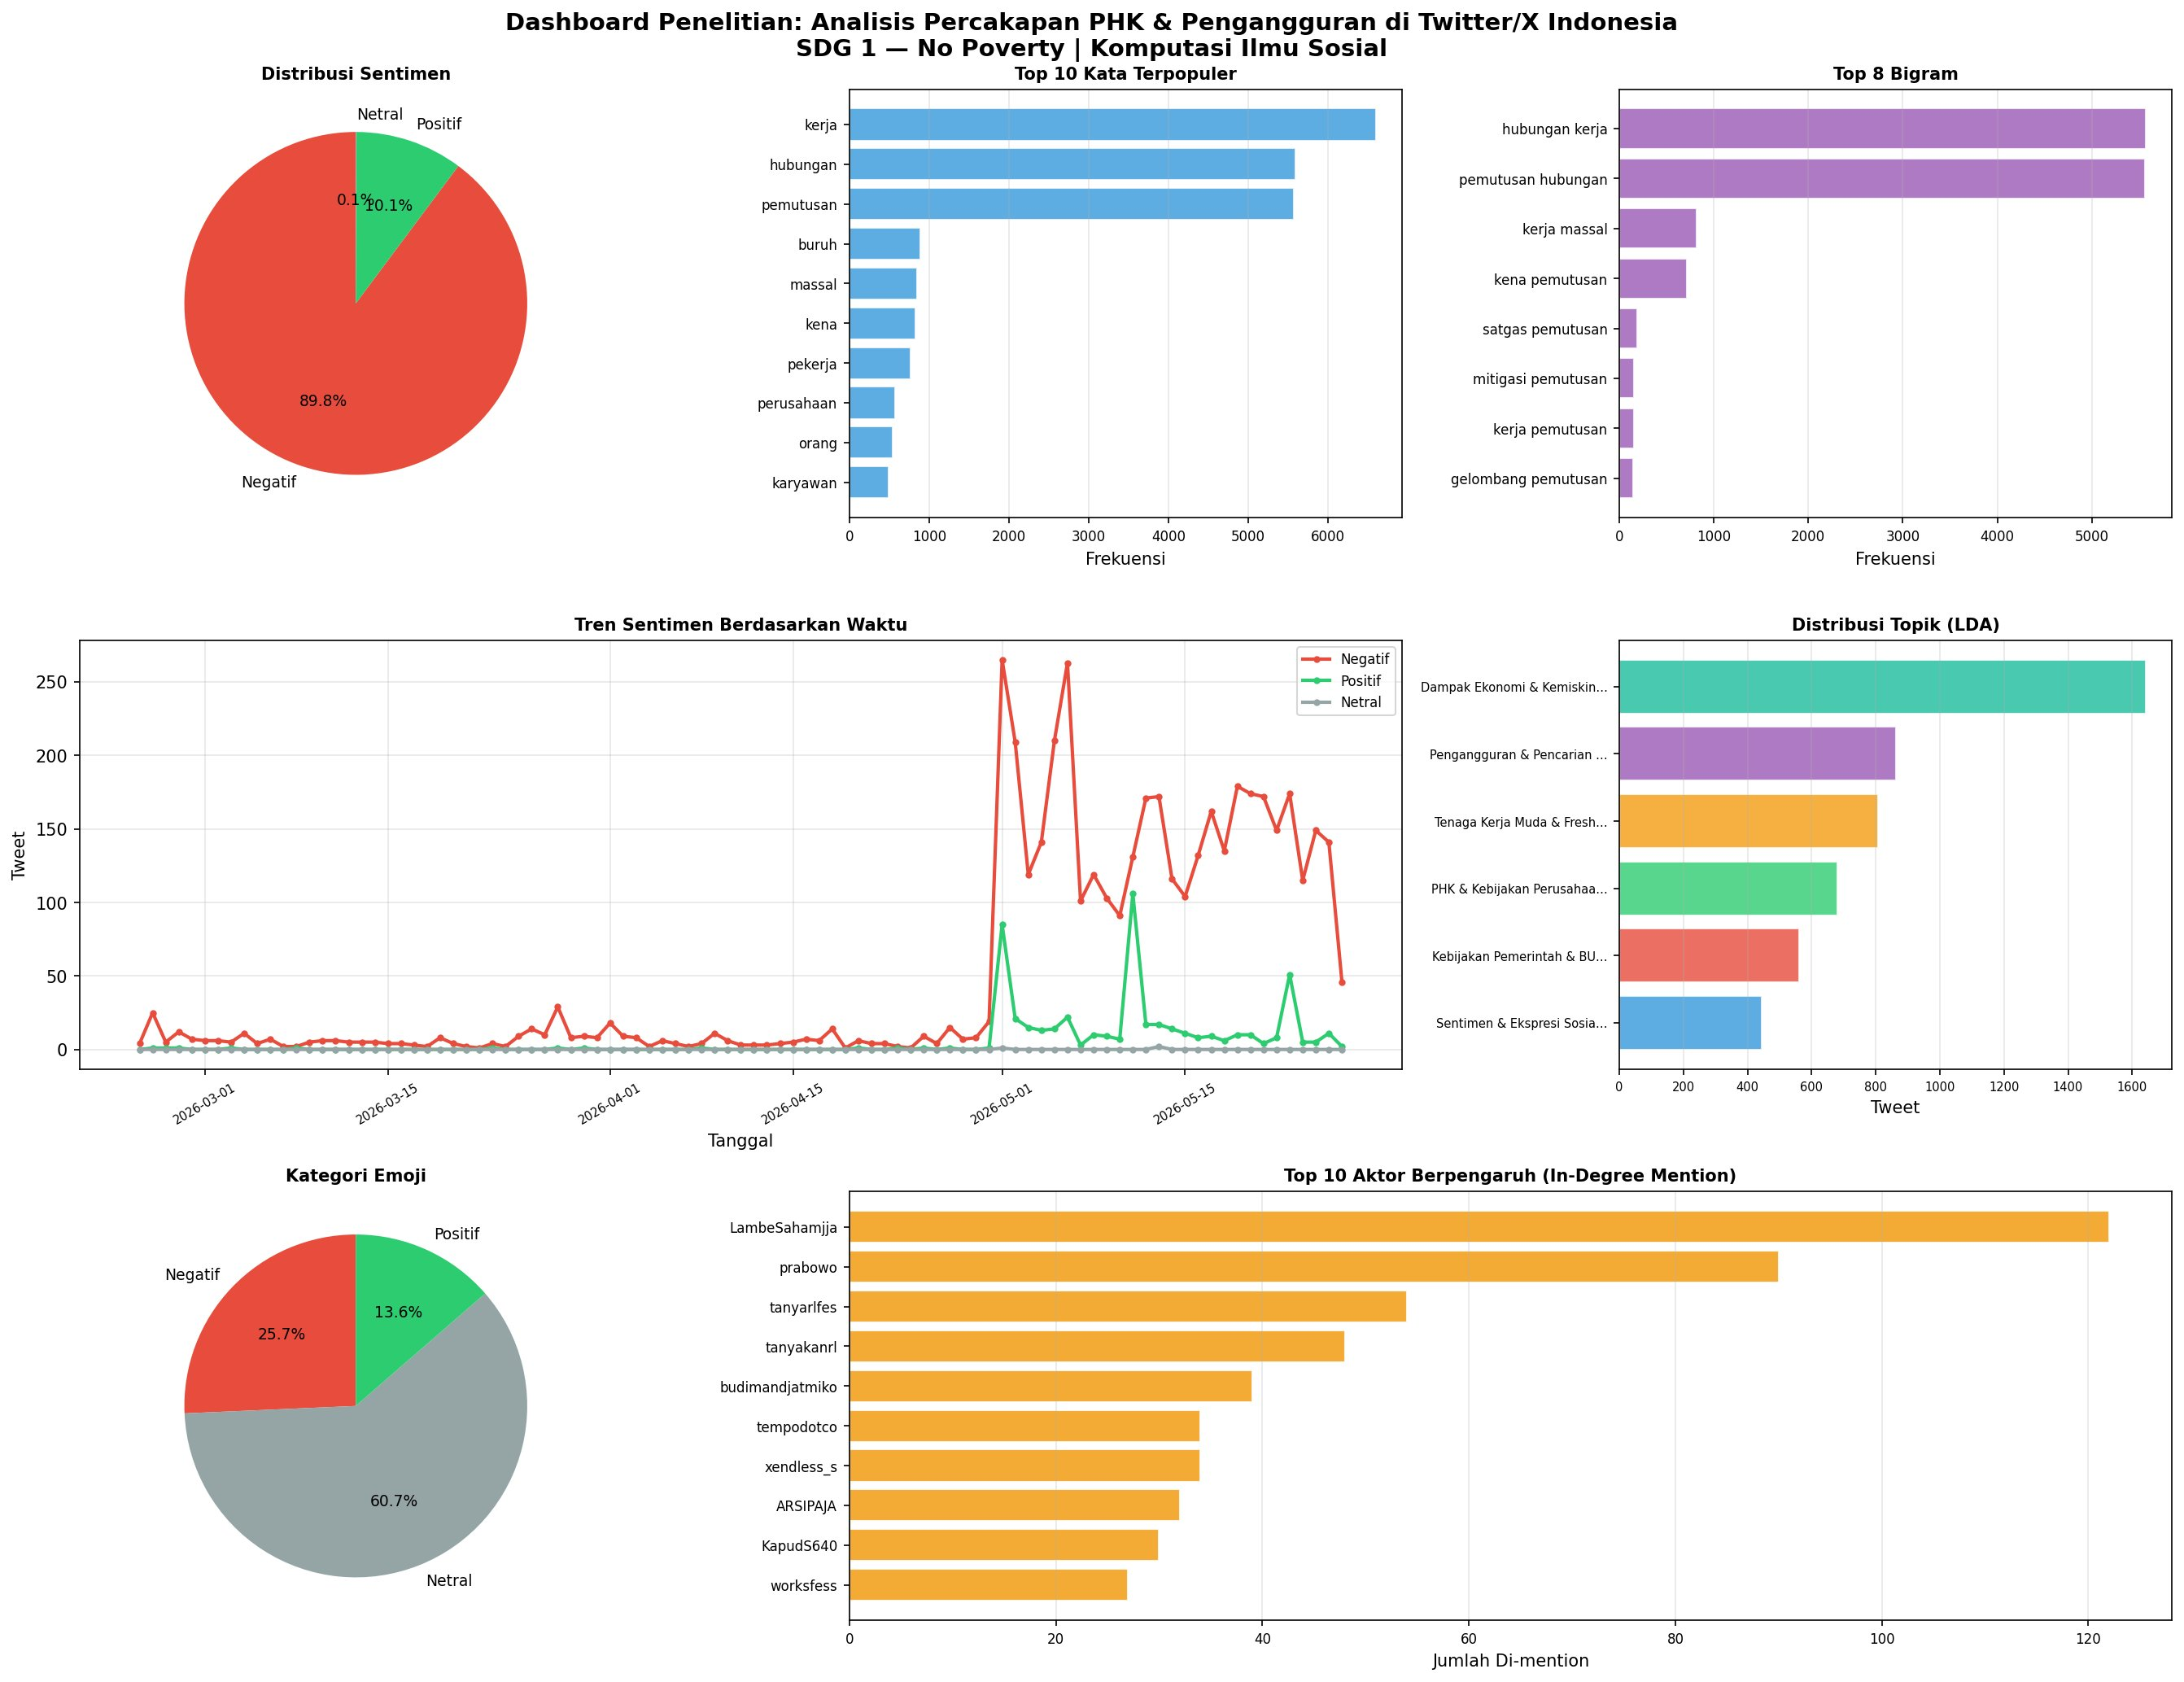 Dashboard Penelitian: Analisis Percakapan PHK & Pengangguran di Twitter/X Indonesia
SDG 1 — No Poverty | Komputasi Ilmu Sosial
Distribusi Sentimen
Netral
Positif
0.1%
10.1%
89.8%
Negatif
Top 10 Kata Terpopuler
kerja
hubungan
pemutusan
buruh
massal
kena
pekerja
perusahaan
orang
karyawan
0 1000 2000 3000 4000 5000 6000
Frekuensi
Top 8 Bigram
hubungan kerja
pemutusan hubungan
kerja massal
kena pemutusan
satgas pemutusan
mitigasi pemutusan
kerja pemutusan
gelombang pemutusan
0 1000 2000 3000 4000 5000
Frekuensi
Tren Sentimen Berdasarkan Waktu
Negatif
Positif
Netral
Tweet
250
200
150
100
50
0
2026-03-01 2026-03-15 2026-04-01 2026-04-15 2026-05-01 2026-05-15
Tanggal
Distribusi Topik (LDA)
Dampak Ekonomi & Kemiskin...
Pengangguran & Pencarian ...
Tenaga Kerja Muda & Fresh...
PHK & Kebijakan Perusahaa...
Kebijakan Pemerintah & BU...
Sentimen & Ekspresi Sosia...
0 200 400 600 800 1000 1200 1400 1600
Tweet
Kategori Emoji
Positif
Negatif
13.6%
25.7%
60.7%
Netral
Top 10 Aktor Berpengaruh (In-Degree Mention)
LambeSahamjja
prabowo
tanyarlfes
tanyakanrl
budimandjatmiko
tempodotco
xendless_s
ARSIPAJA
KapudS640
worksfess
0 20 40 60 80 100 120
Jumlah Di-mention